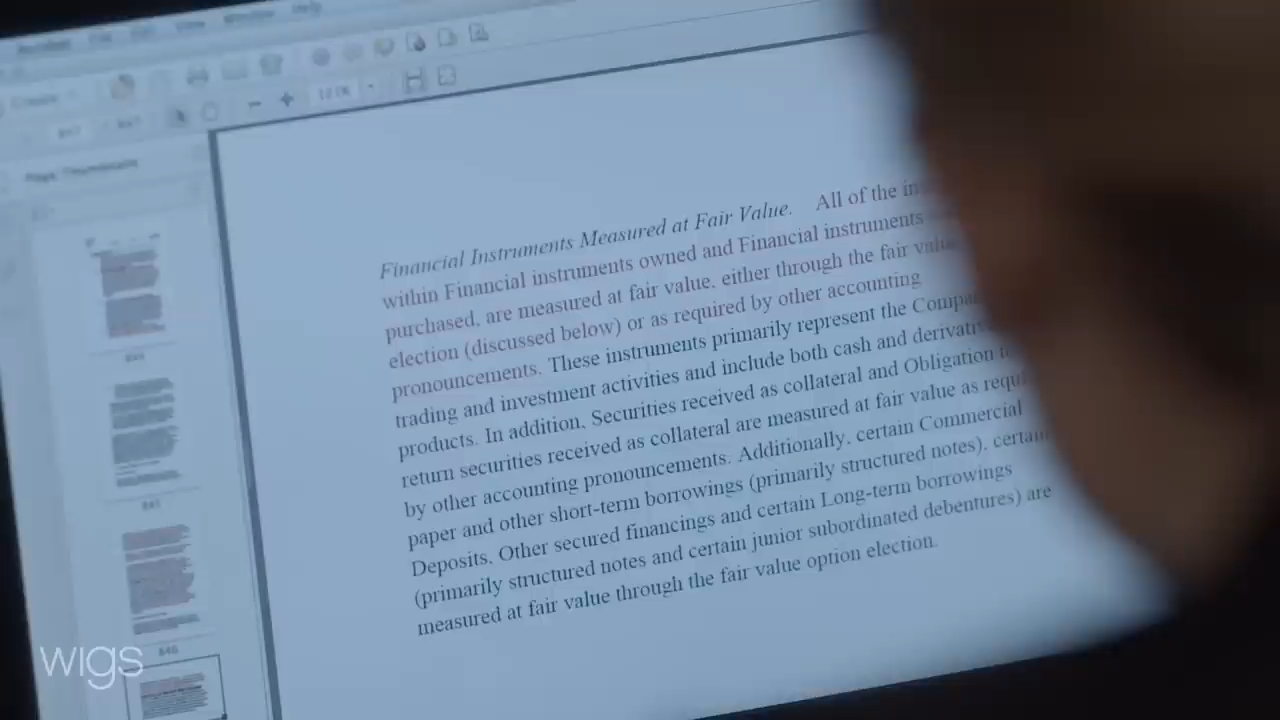 Page Thumbnails
Financial Instruments Measured at Fair Value. All of the
within Financial instruments owned and Financial instruments
purchased, are measured at fair value, either through the fair value
election (discussed below) or as required by other accounting
pronouncements. These instruments primarily represent the
trading and investment activities and include both cash and
products. In addition, Securities received as collateral and Obligation
return securities received as collateral are measured at fair value as
by other accounting pronouncements. Additionally, certain Commercial
paper and other short-term borrowings (primarily structured notes), certain
Deposits, Other secured financings and certain Long-term borrowings
(primarily structured notes and certain junior subordinated debentures) are
measured at fair value through the fair value option election.
wigs